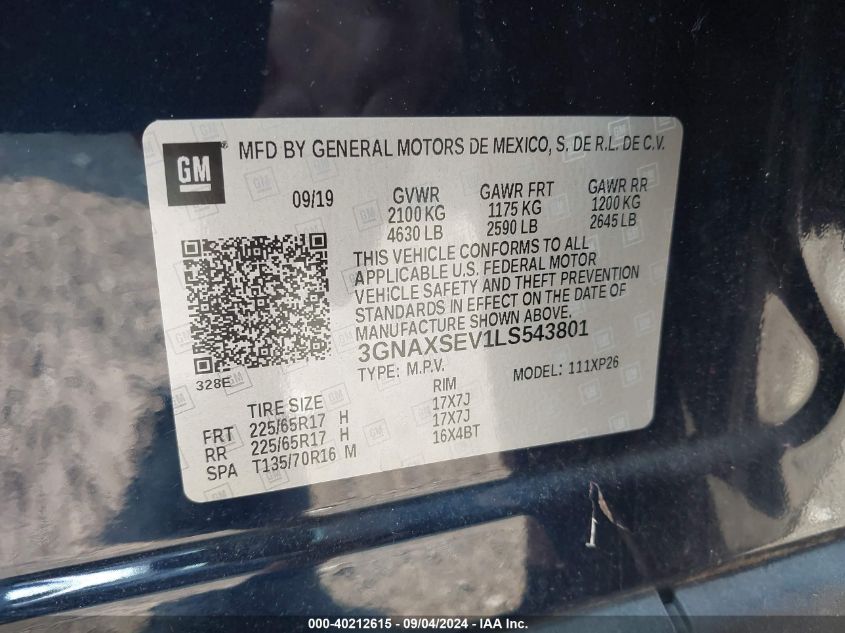 GM
MFD BY GENERAL MOTORS DE MEXICO, S. DE R.L. DE C.V.
09/19
GVWR GAWR FRT GAWR RR
2100 KG 1175 KG 1200 KG
4630 LB 2590 LB 2645 LB
THIS VEHICLE CONFORMS TO ALL
APPLICABLE U.S. FEDERAL MOTOR
VEHICLE SAFETY AND THEFT PREVENTION
STANDARDS IN EFFECT ON THE DATE OF
MANUFACTURE SHOWN ABOVE.
3GNAXSEV1LS543801
TYPE: M.P.V. MODEL: 111XP26
328E
TIRE SIZE RIM
FRT 225/65R17 H 17X7J
RR 225/65R17 H 17X7J
SPA T135/70R16 M 16X4BT
000-40212615 - 09/04/2024 - IAA Inc.